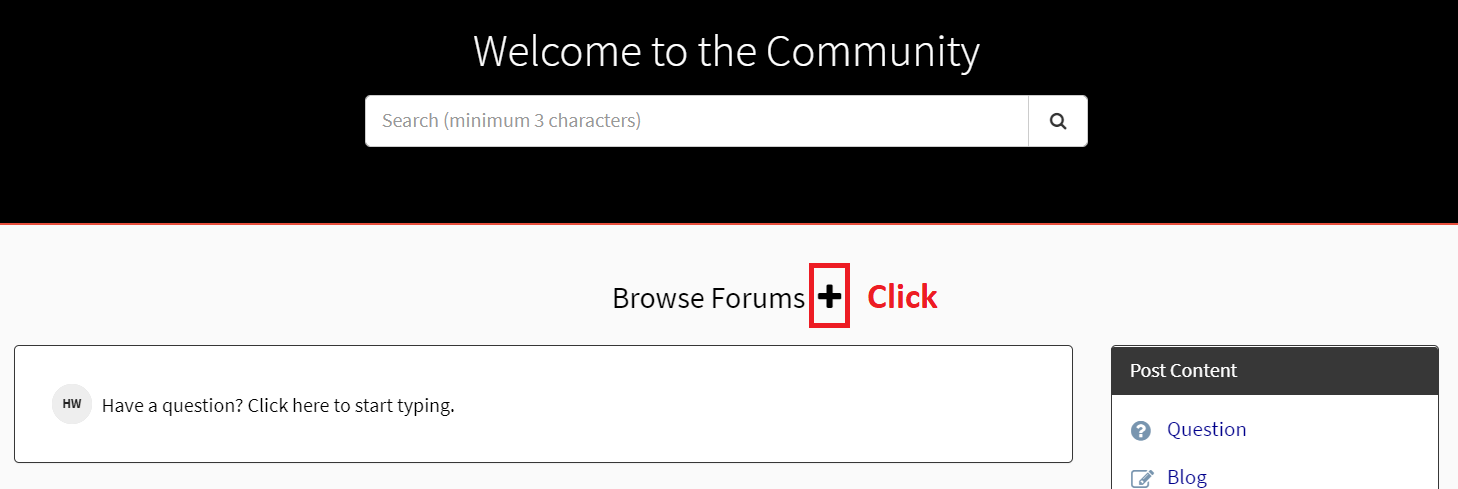 Welcome to the Community
Search (minimum 3 characters)
Browse Forums
Click
HW
Have a question? Click here to start typing.
Post Content
Question
Blog